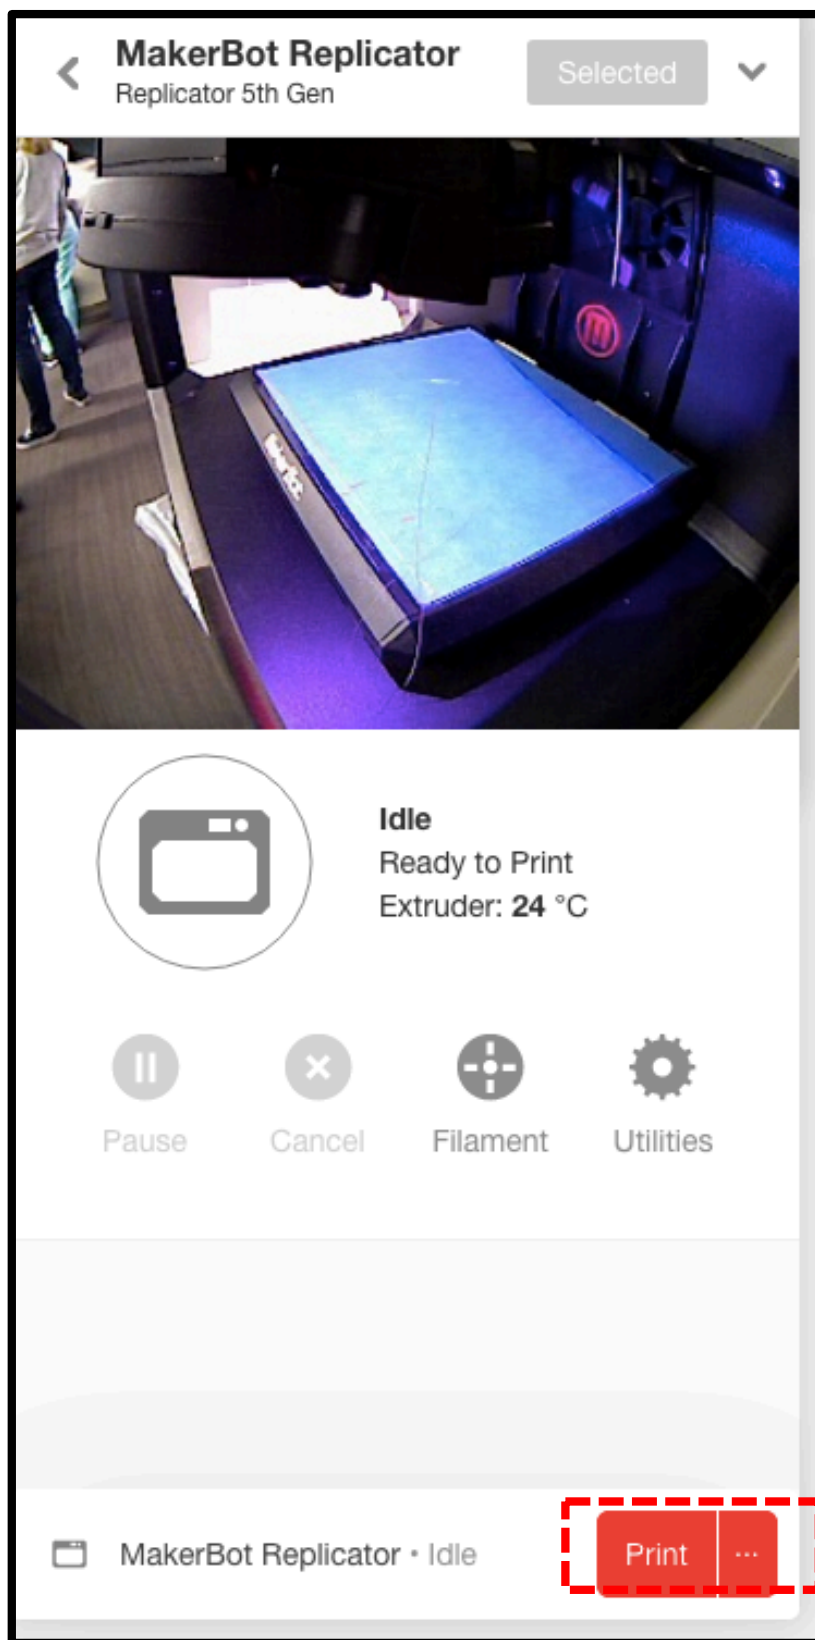 MakerBot Replicator
Selected
Replicator 5th Gen
MakerBot
Idle
Ready to Print
Extruder: 24 °C
Pause
Cancel
Filament
Utilities
MakerBot Replicator • Idle
Print
...